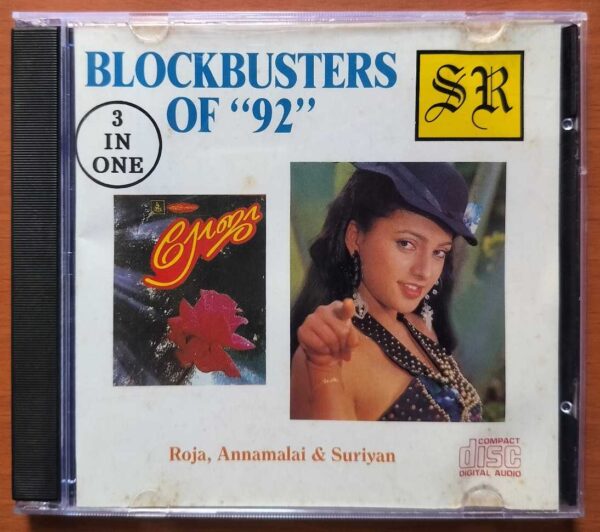 BLOCKBUSTERS
OF "92"
SR
3
IN
ONE
ரோஜா
Roja, Annamalai & Suriyan
COMPACT
disc
DIGITAL AUDIO